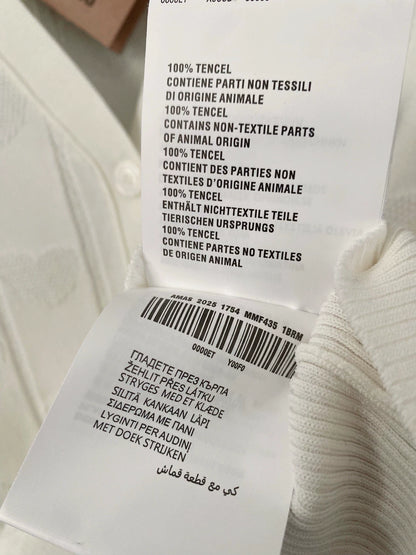 100% TENCEL
CONTIENE PARTI NON TESSILI
DI ORIGINE ANIMALE
100% TENCEL
CONTAINS NON-TEXTILE PARTS
OF ANIMAL ORIGIN
100% TENCEL
CONTIENT DES PARTIES NON
TEXTILES D'ORIGINE ANIMALE
100% TENCEL
ENTHÄLT NICHTTEXTILE TEILE
TIERISCHEN URSPRUNGS
100% TENCEL
CONTIENE PARTES NO TEXTILES
DE ORIGEN ANIMAL
AMAS 2025 1754 MMF435 1BRM
QQQ0ET Y00F0
ГЛАДЕТЕ ПРЕЗ КЪРПА
ŽEHLIT PŘES LÁTKU
STRYGES MED ET KLÆDE
SILITÄ KANKAAN LÄPI
ΣΙΔΕΡΩΜΑ ΜΕ ΠΑΝΙ
LYGINTI PER AUDINI
MET DOEK STRIJKEN
كي مع قطعة قماش